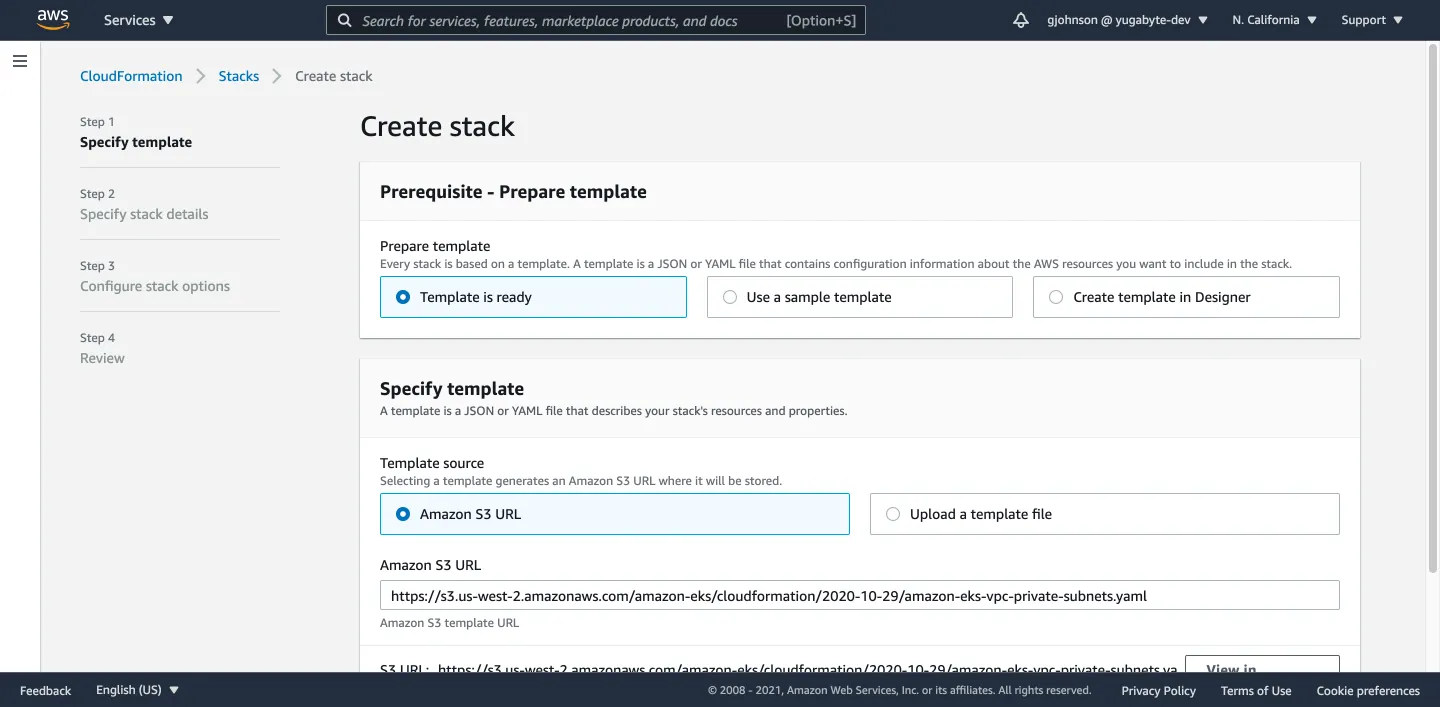 aws Services ▼ Search for services, features, marketplace products, and docs [Option+S] gjohnson @ yugabyte-dev ▼ N. California ▼ Support ▼
CloudFormation > Stacks > Create stack
Step 1
Specify template
Step 2
Specify stack details
Step 3
Configure stack options
Step 4
Review
Create stack
Prerequisite - Prepare template
Prepare template
Every stack is based on a template. A template is a JSON or YAML file that contains configuration information about the AWS resources you want to include in the stack.
Template is ready Use a sample template Create template in Designer
Specify template
A template is a JSON or YAML file that describes your stack's resources and properties.
Template source
Selecting a template generates an Amazon S3 URL where it will be stored.
Amazon S3 URL Upload a template file
Amazon S3 URL
https://s3.us-west-2.amazonaws.com/amazon-eks/cloudformation/2020-10-29/amazon-eks-vpc-private-subnets.yaml
Amazon S3 template URL
S3 URL: https://s3.us-west-2.amazonaws.com/amazon-eks/cloudformation/2020-10-29/amazon-eks-vpc-private-subnets.ya View in
Feedback English (US) ▼ © 2008 - 2021, Amazon Web Services, Inc. or its affiliates. All rights reserved. Privacy Policy Terms of Use Cookie preferences